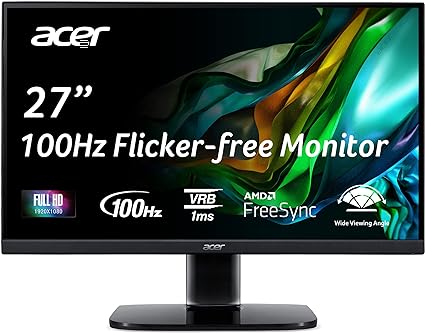 acer
27”
100Hz Flicker-free Monitor
FULL HD
1920X1080
100Hz
VRB
1ms
AMD
FreeSync
Wide Viewing Angle
acer